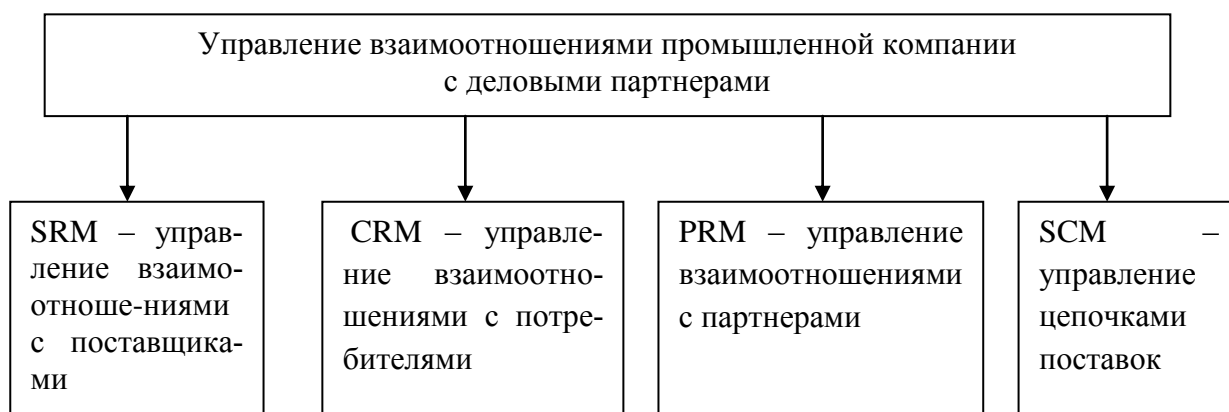 Управление взаимоотношениями промышленной компании
с деловыми партнерами
SRM – управ-
ление взаимо-
отноше-ниями
с поставщика-
ми
CRM – управле-
ние взаимоотно-
шениями с потре-
бителями
PRM – управление
взаимоотношениями
с партнерами
SCM –
управление
цепочками
поставок